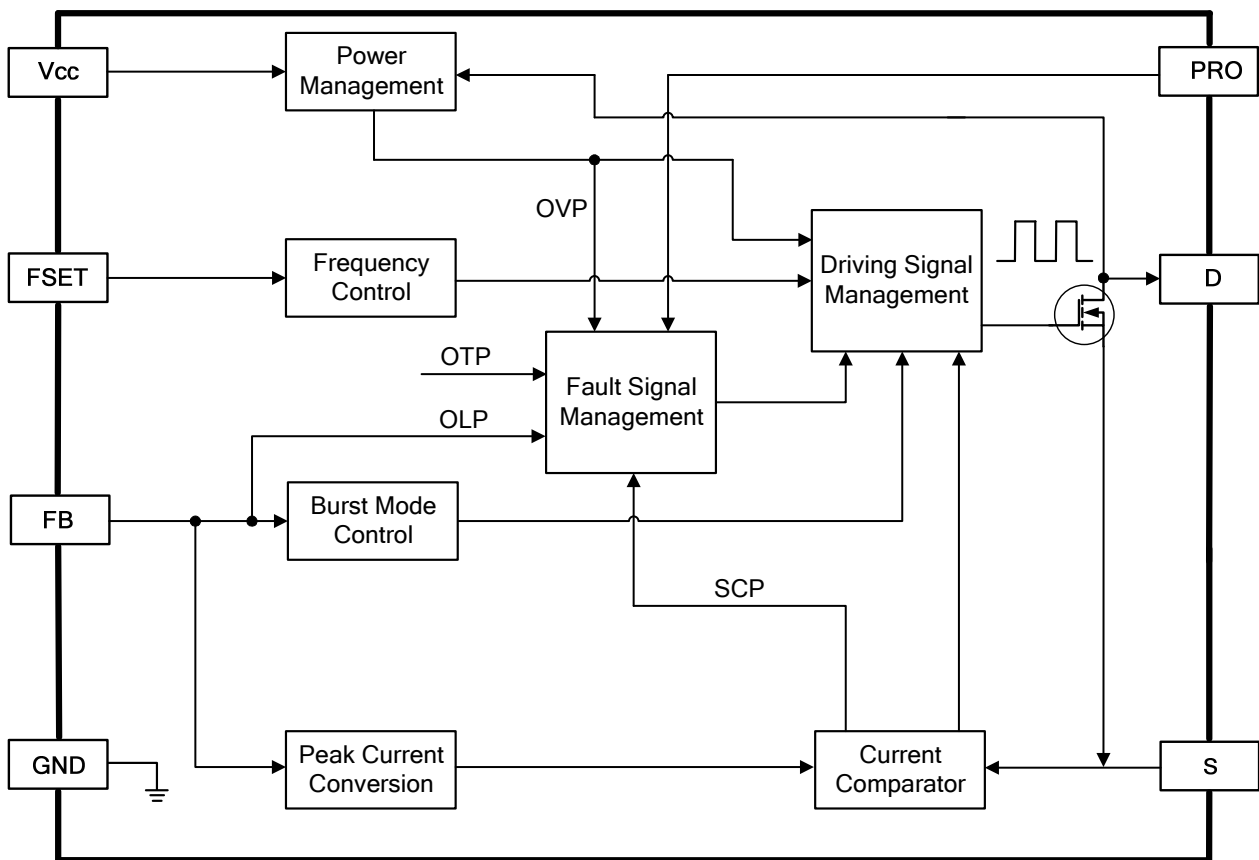 Vcc
Power
Management
PRO
OVP
FSET
Frequency
Control
Driving Signal
Management
D
OTP
Fault Signal
Management
OLP
FB
Burst Mode
Control
SCP
GND
Peak Current
Conversion
Current
Comparator
S